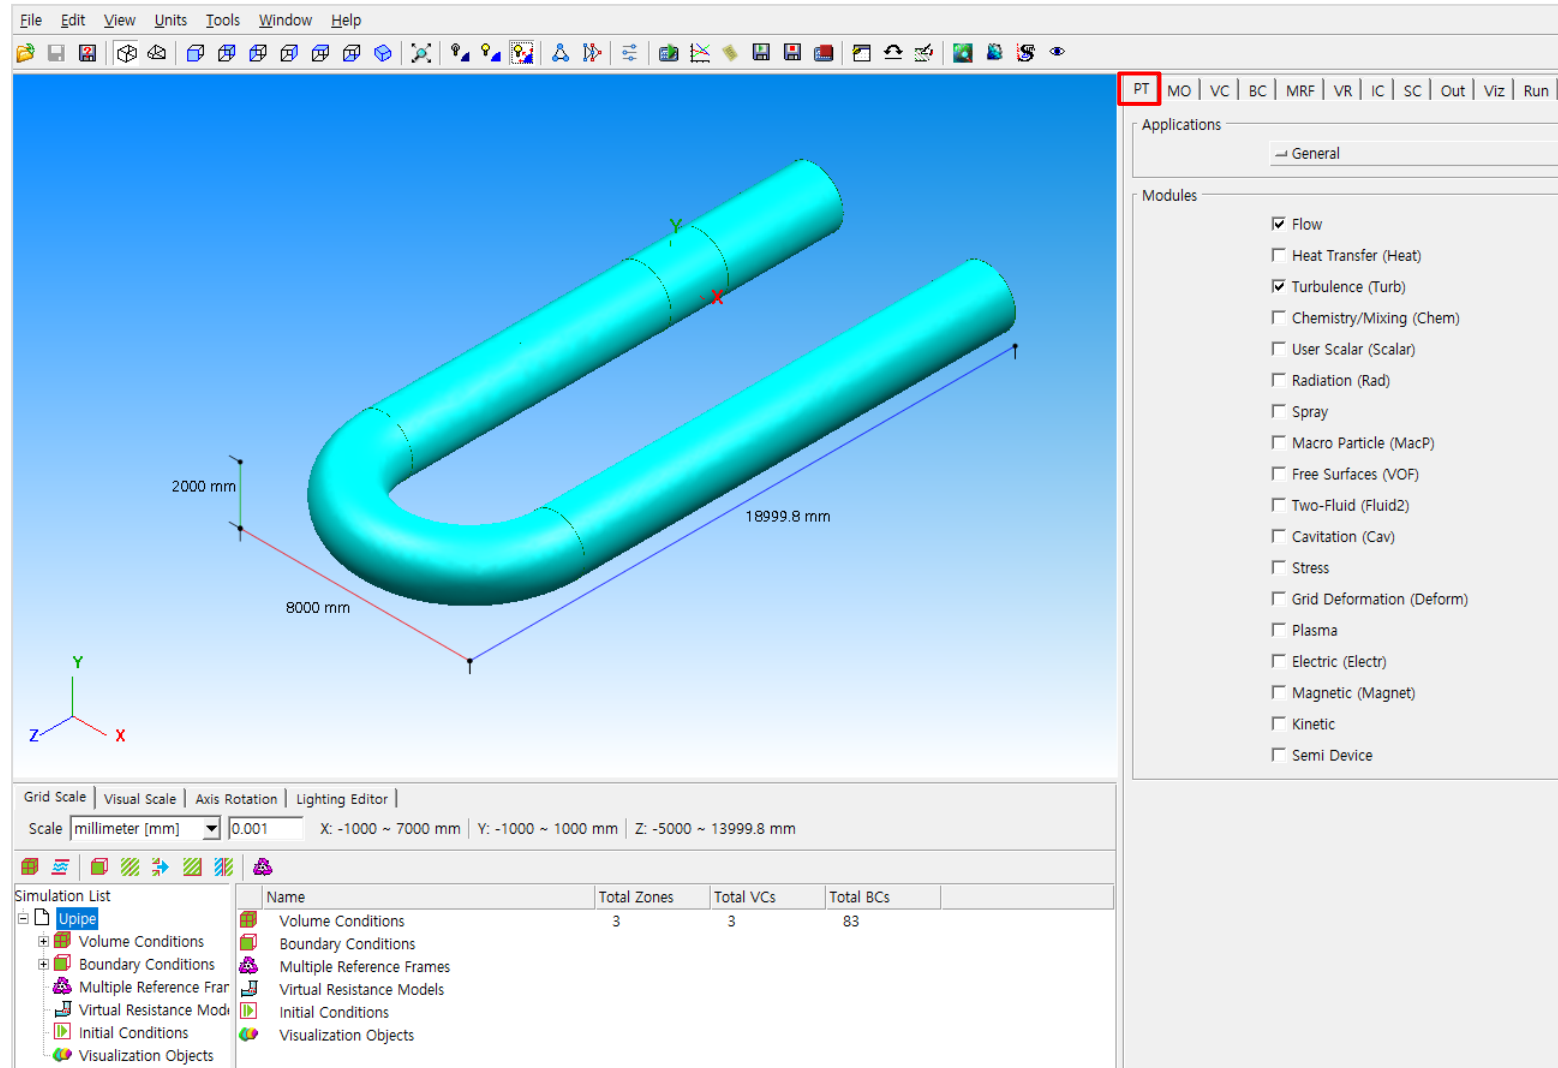 File Edit View Units Tools Window Help
PT MO VC BC MRF VR IC SC Out Viz Run
Applications
General
Modules
Flow
Heat Transfer (Heat)
Turbulence (Turb)
Chemistry/Mixing (Chem)
User Scalar (Scalar)
Radiation (Rad)
Spray
Macro Particle (MacP)
Free Surfaces (VOF)
Two-Fluid (Fluid2)
Cavitation (Cav)
Stress
Grid Deformation (Deform)
Plasma
Electric (Electr)
Magnetic (Magnet)
Kinetic
Semi Device
Y
X
2000 mm
18999.8 mm
8000 mm
Y
Z X
Grid Scale Visual Scale Axis Rotation Lighting Editor
Scale millimeter [mm] 0.001 X: -1000 ~ 7000 mm Y: -1000 ~ 1000 mm Z: -5000 ~ 13999.8 mm
Simulation List
Upipe
Volume Conditions
Boundary Conditions
Multiple Reference Fran
Virtual Resistance Mod
Initial Conditions
Visualization Objects
Name Total Zones Total VCs Total BCs
Volume Conditions 3 3 83
Boundary Conditions
Multiple Reference Frames
Virtual Resistance Models
Initial Conditions
Visualization Objects